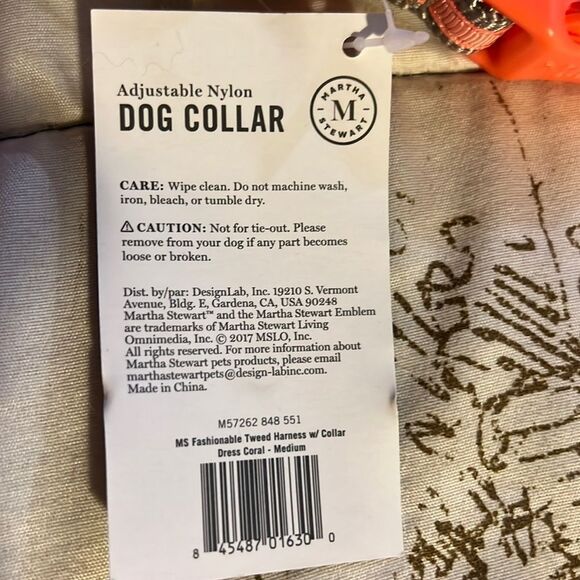 Adjustable Nylon
DOG COLLAR
MARTHA
M
STEWART
CARE: Wipe clean. Do not machine wash,
iron, bleach, or tumble dry.
⚠ CAUTION: Not for tie-out. Please
remove from your dog if any part becomes
loose or broken.
Dist. by/par: DesignLab, Inc. 19210 S. Vermont
Avenue, Bldg. E, Gardena, CA, USA 90248
Martha Stewart™ and the Martha Stewart Emblem
are trademarks of Martha Stewart Living
Omnimedia, Inc. © 2017 MSLO, Inc.
All rights reserved. For more information about
Martha Stewart pets products, please email
marthastewartpets@design-labinc.com.
Made in China.
M57262 848 551
MS Fashionable Tweed Harness w/ Collar
Dress Coral - Medium
8 45487 01630 0